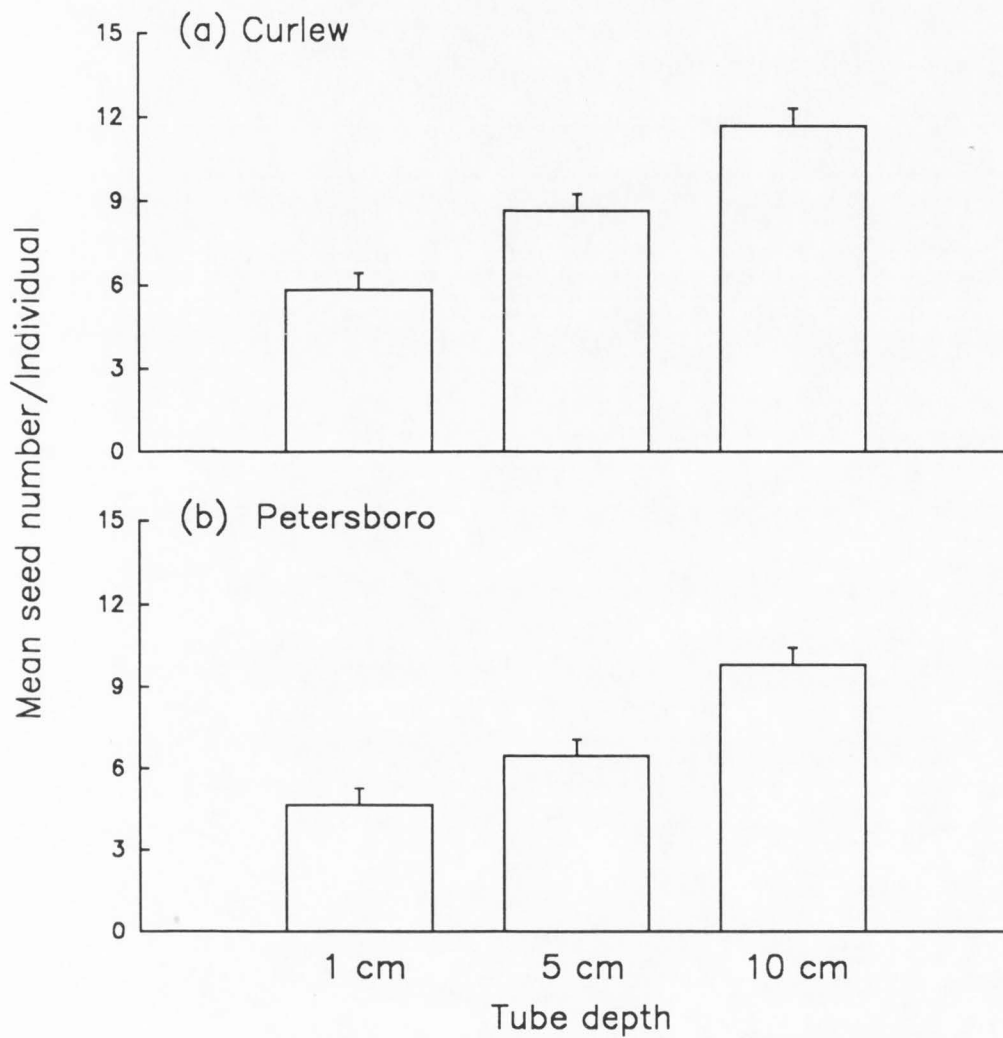 (a) Curlew
15
12
9
6
3
0
(b) Petersboro
15
12
9
6
3
0
Mean seed number/Individual
1 cm 5 cm 10 cm
Tube depth